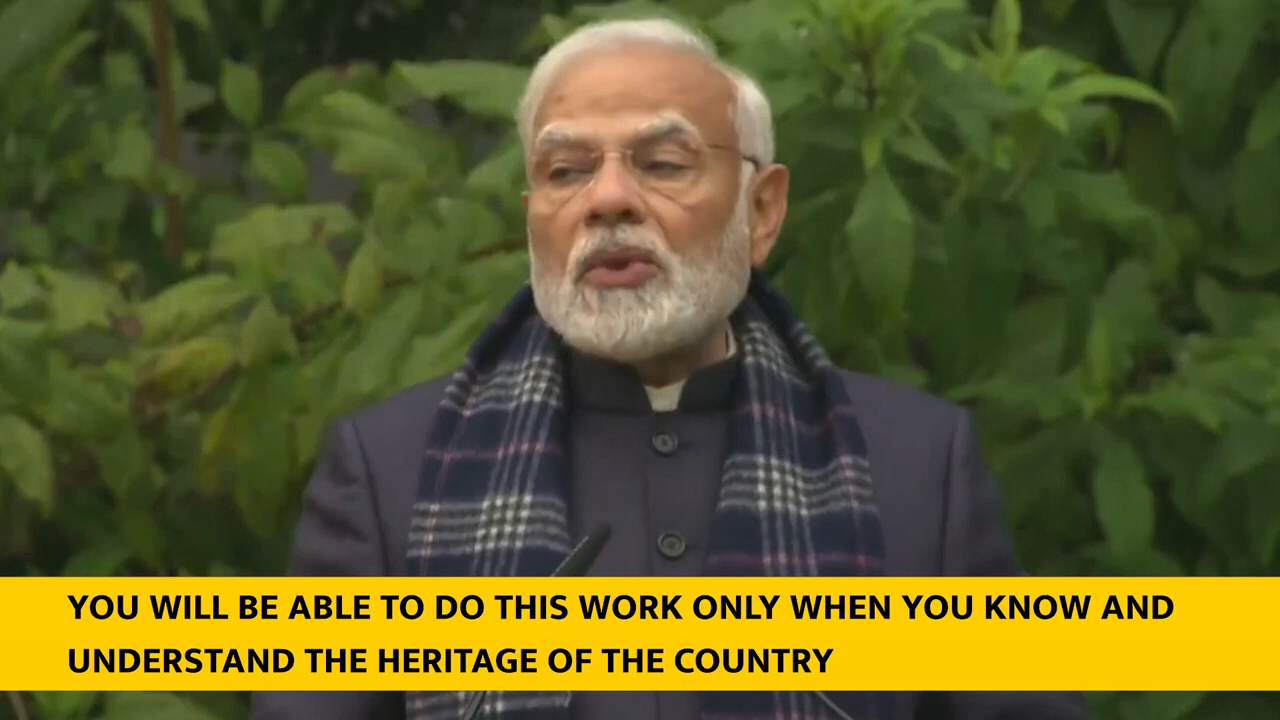 YOU WILL BE ABLE TO DO THIS WORK ONLY WHEN YOU KNOW AND
UNDERSTAND THE HERITAGE OF THE COUNTRY